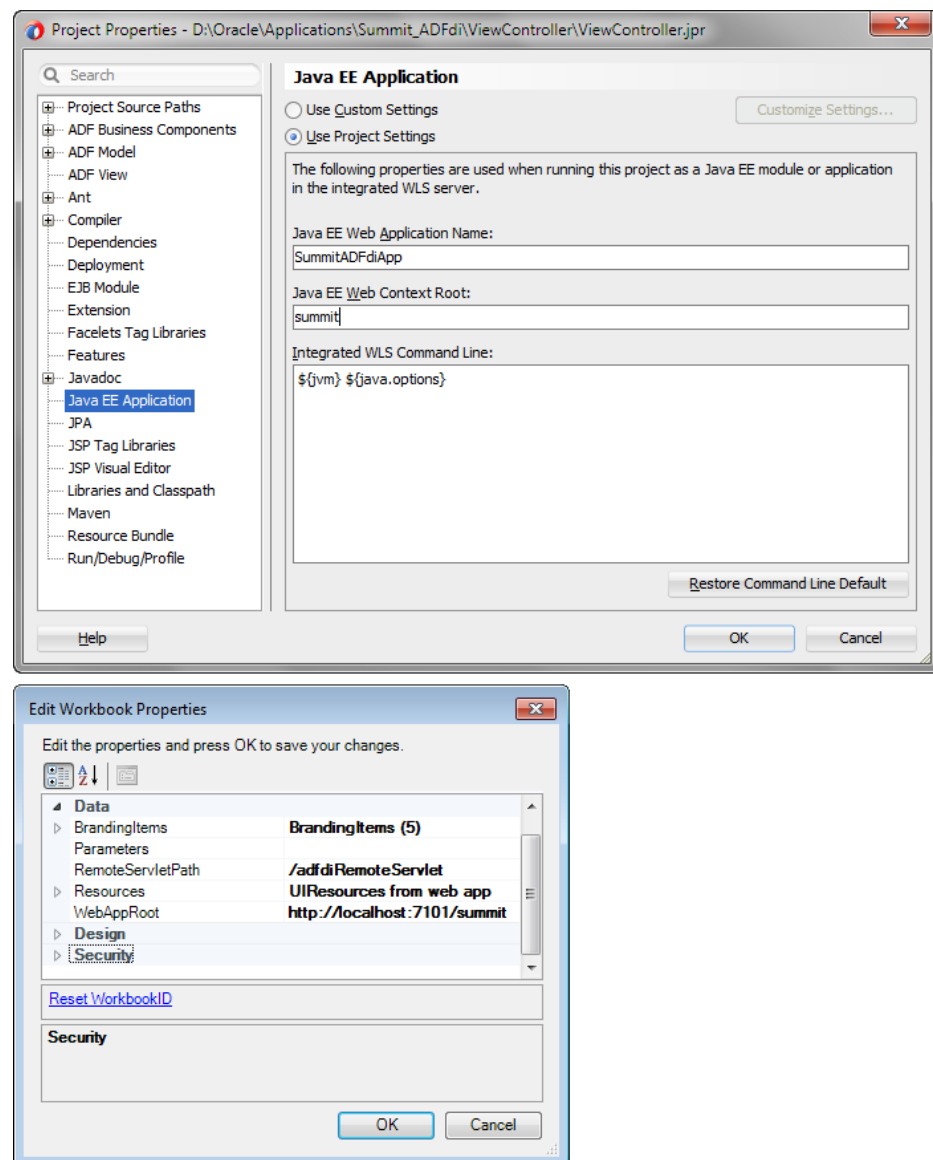 Project Properties - D:\Oracle\Applications\Summit_ADFdi\ViewController\ViewController.jpr
Search
Project Source Paths
ADF Business Components
ADF Model
ADF View
Ant
Compiler
Dependencies
Deployment
EJB Module
Extension
Facelets Tag Libraries
Features
Javadoc
Java EE Application
JPA
JSP Tag Libraries
JSP Visual Editor
Libraries and Classpath
Maven
Resource Bundle
Run/Debug/Profile
Java EE Application
Use Custom Settings
Customize Settings...
Use Project Settings
The following properties are used when running this project as a Java EE module or application
in the integrated WLS server.
Java EE Web Application Name:
SummitADFdiApp
Java EE Web Context Root:
summit
Integrated WLS Command Line:
${jvm} ${java.options}
Restore Command Line Default
Help
OK
Cancel
Edit Workbook Properties
Edit the properties and press OK to save your changes.
Data
BrandingItems BrandingItems (5)
Parameters
RemoteServletPath /adfdiRemoteServlet
Resources UIResources from web app
WebAppRoot http://localhost:7101/summit
Design
Security
Reset WorkbookID
Security
OK
Cancel